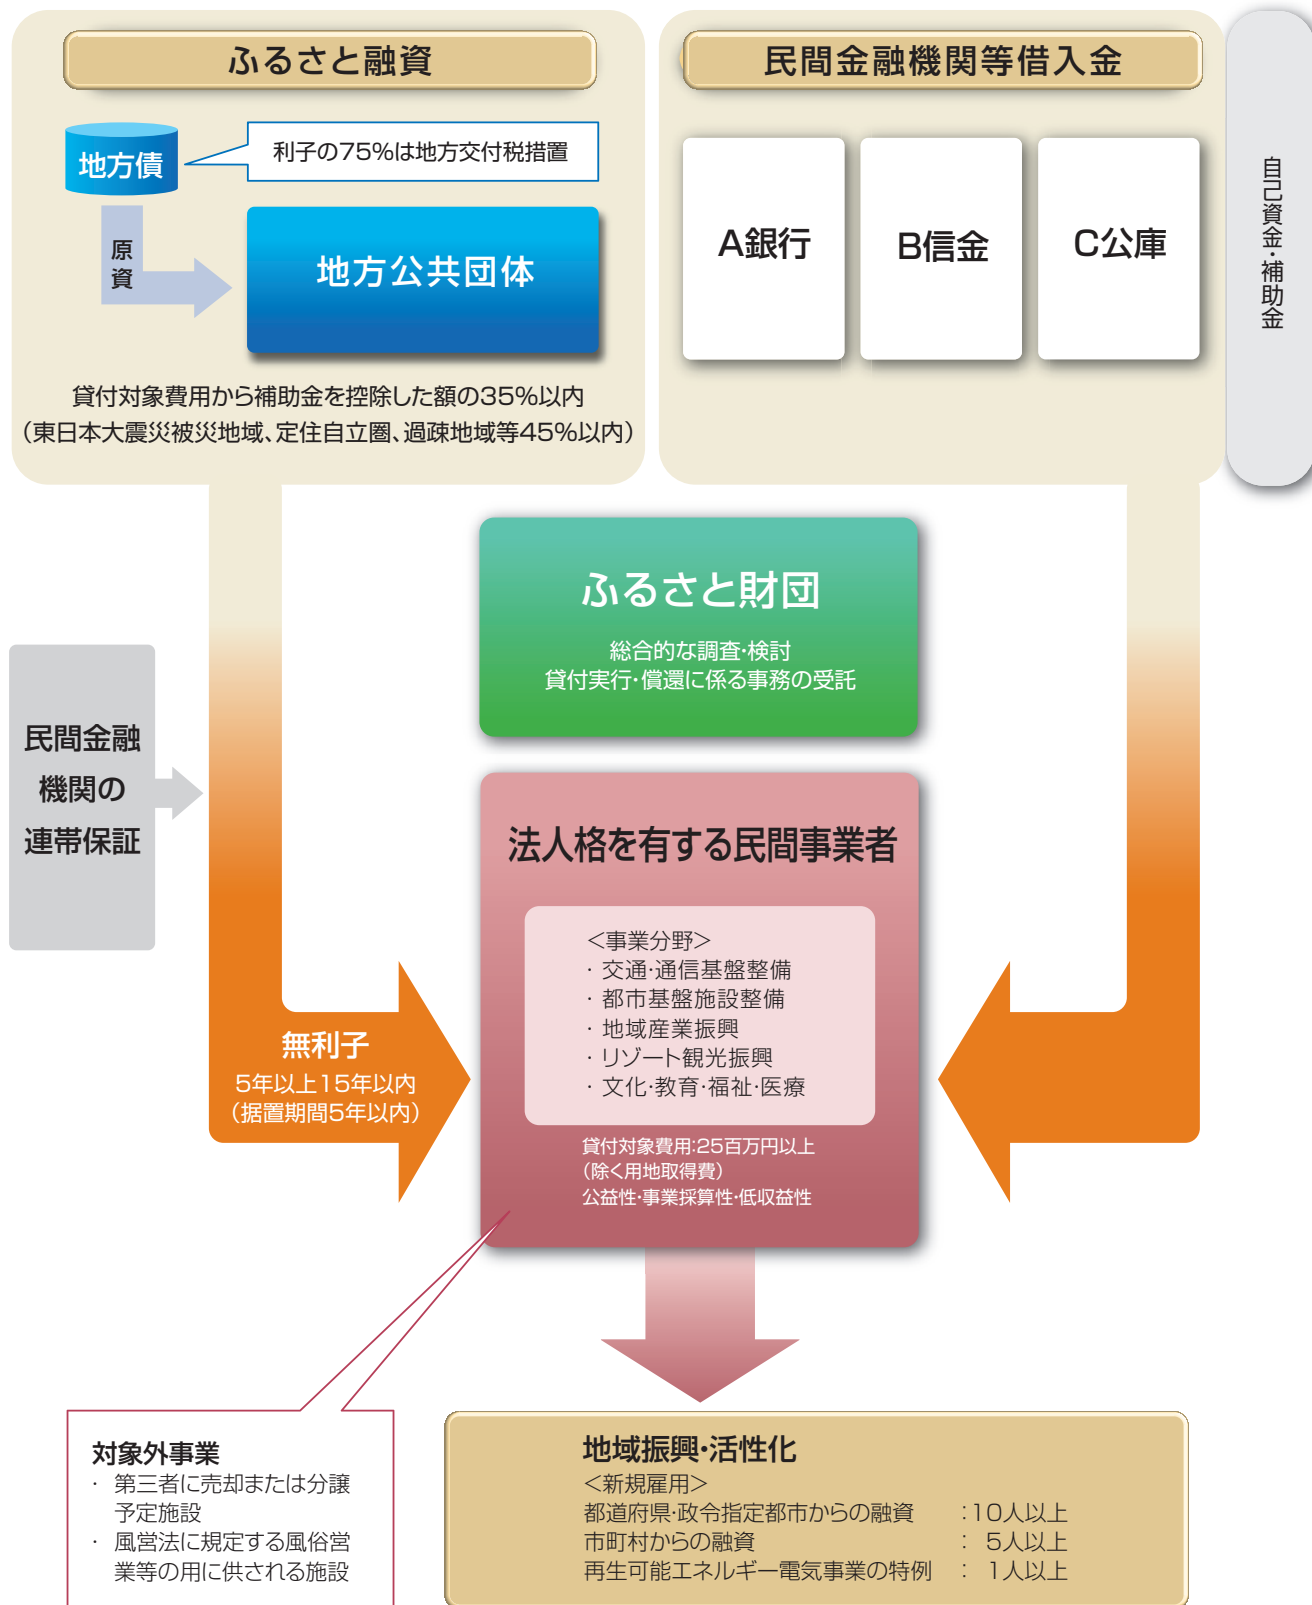 ふるさと融資
地方債
利子の75%は地方交付税措置
原資
地方公共団体
貸付対象費用から補助金を控除した額の35%以内
（東日本大震災被災地域、定住自立圏、過疎地域等45%以内）
民間金融機関等借入金
A銀行
B信金
C公庫
自己資金・補助金
ふるさと財団
総合的な調査・検討
貸付実行・償還に係る事務の受託
民間金融
機関の
連帯保証
無利子
5年以上15年以内
（据置期間5年以内）
法人格を有する民間事業者
＜事業分野＞
・ 交通・通信基盤整備
・ 都市基盤施設整備
・ 地域産業振興
・ リゾート観光振興
・ 文化・教育・福祉・医療
貸付対象費用：25百万円以上
（除く用地取得費）
公益性・事業採算性・低収益性
対象外事業
・ 第三者に売却または分譲
予定施設
・ 風営法に規定する風俗営
業等の用に供される施設
地域振興・活性化
＜新規雇用＞
都道府県・政令指定都市からの融資 ：10人以上
市町村からの融資 ： 5人以上
再生可能エネルギー電気事業の特例 ： 1人以上